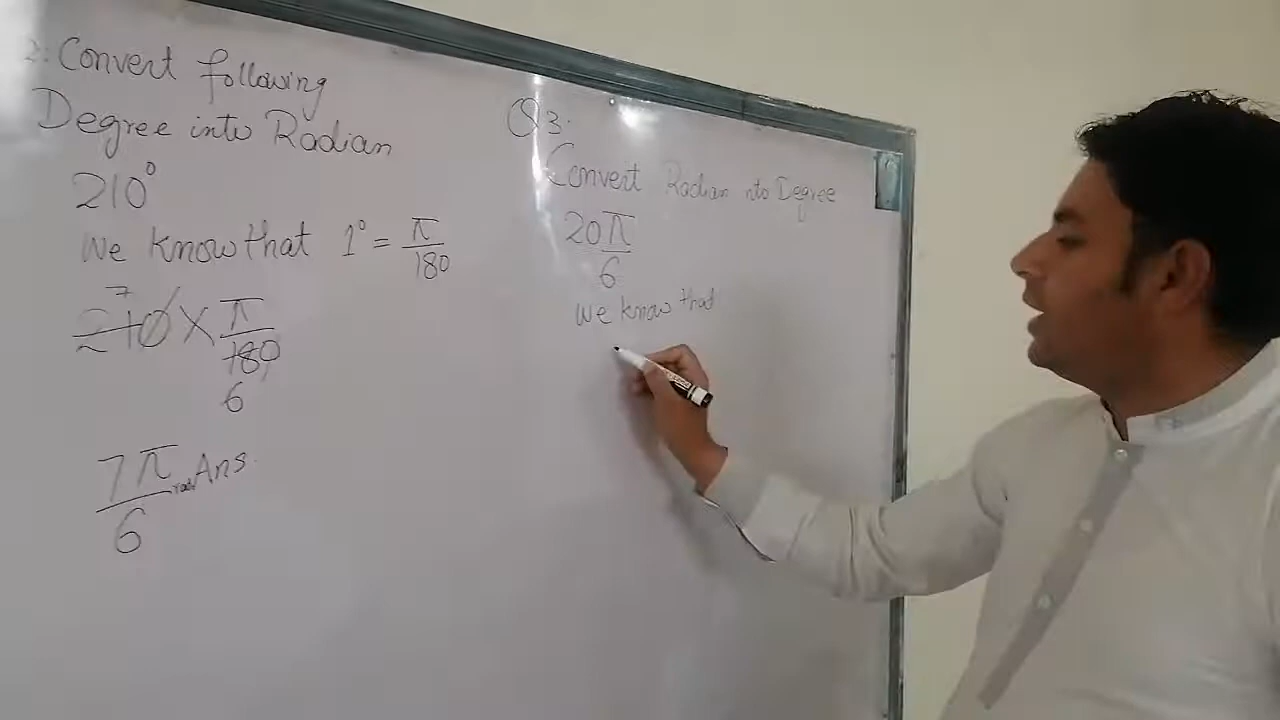 2. Convert following
Degree into Radian
210°
We know that 1° = π/180
7
210 × π/180
6
7π/6 rad Ans.
Q3.
Convert Radian into Degree
20π/6
We know that